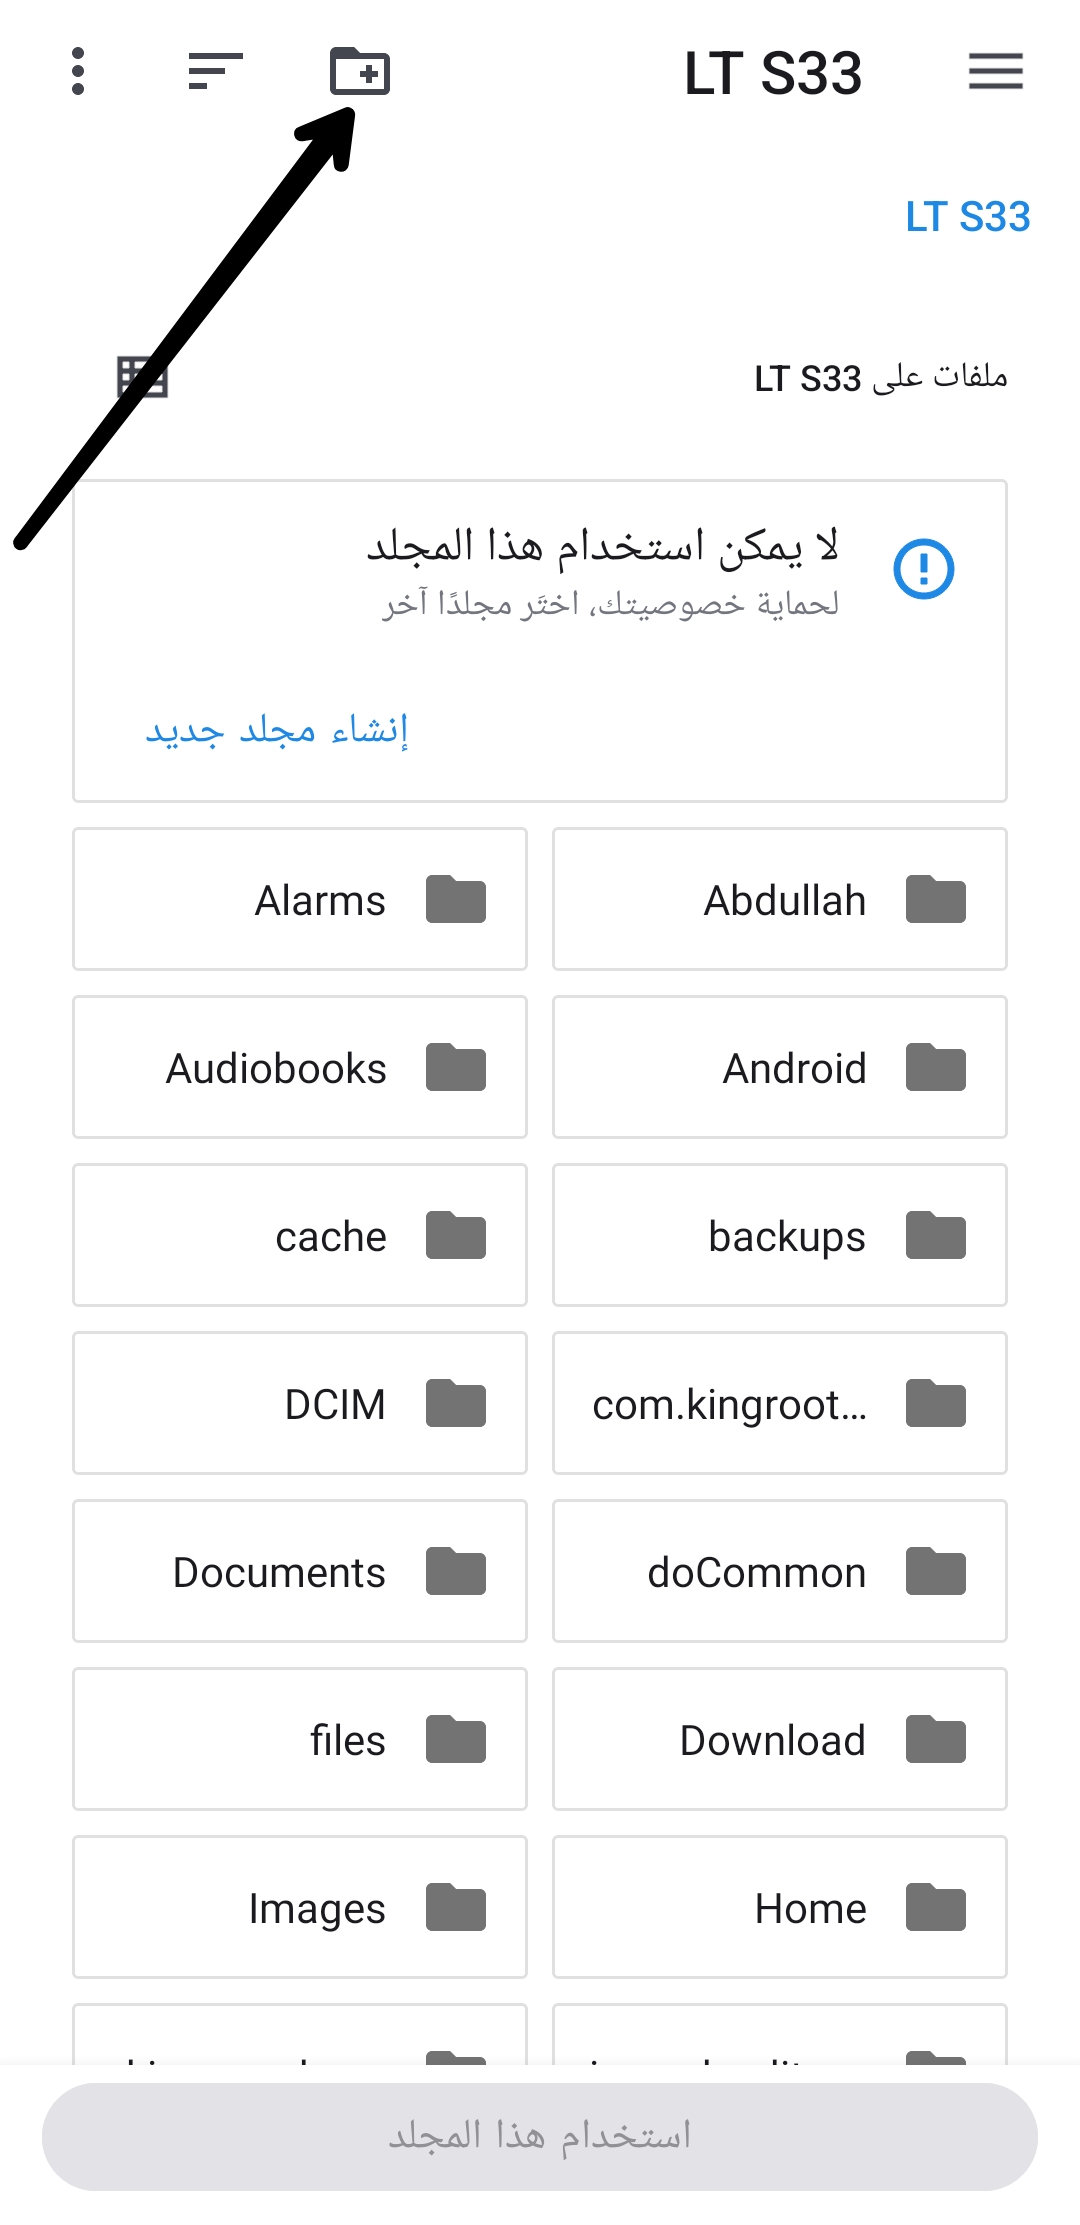 LT S33
LT S33
ملفات على LT S33
لا يمكن استخدام هذا المجلد
لحماية خصوصيتك، اختَر مجلدًا آخر
إنشاء مجلد جديد
Abdullah
Alarms
Android
Audiobooks
backups
cache
com.kingroot...
DCIM
doCommon
Documents
Download
files
Home
Images
استخدام هذا المجلد